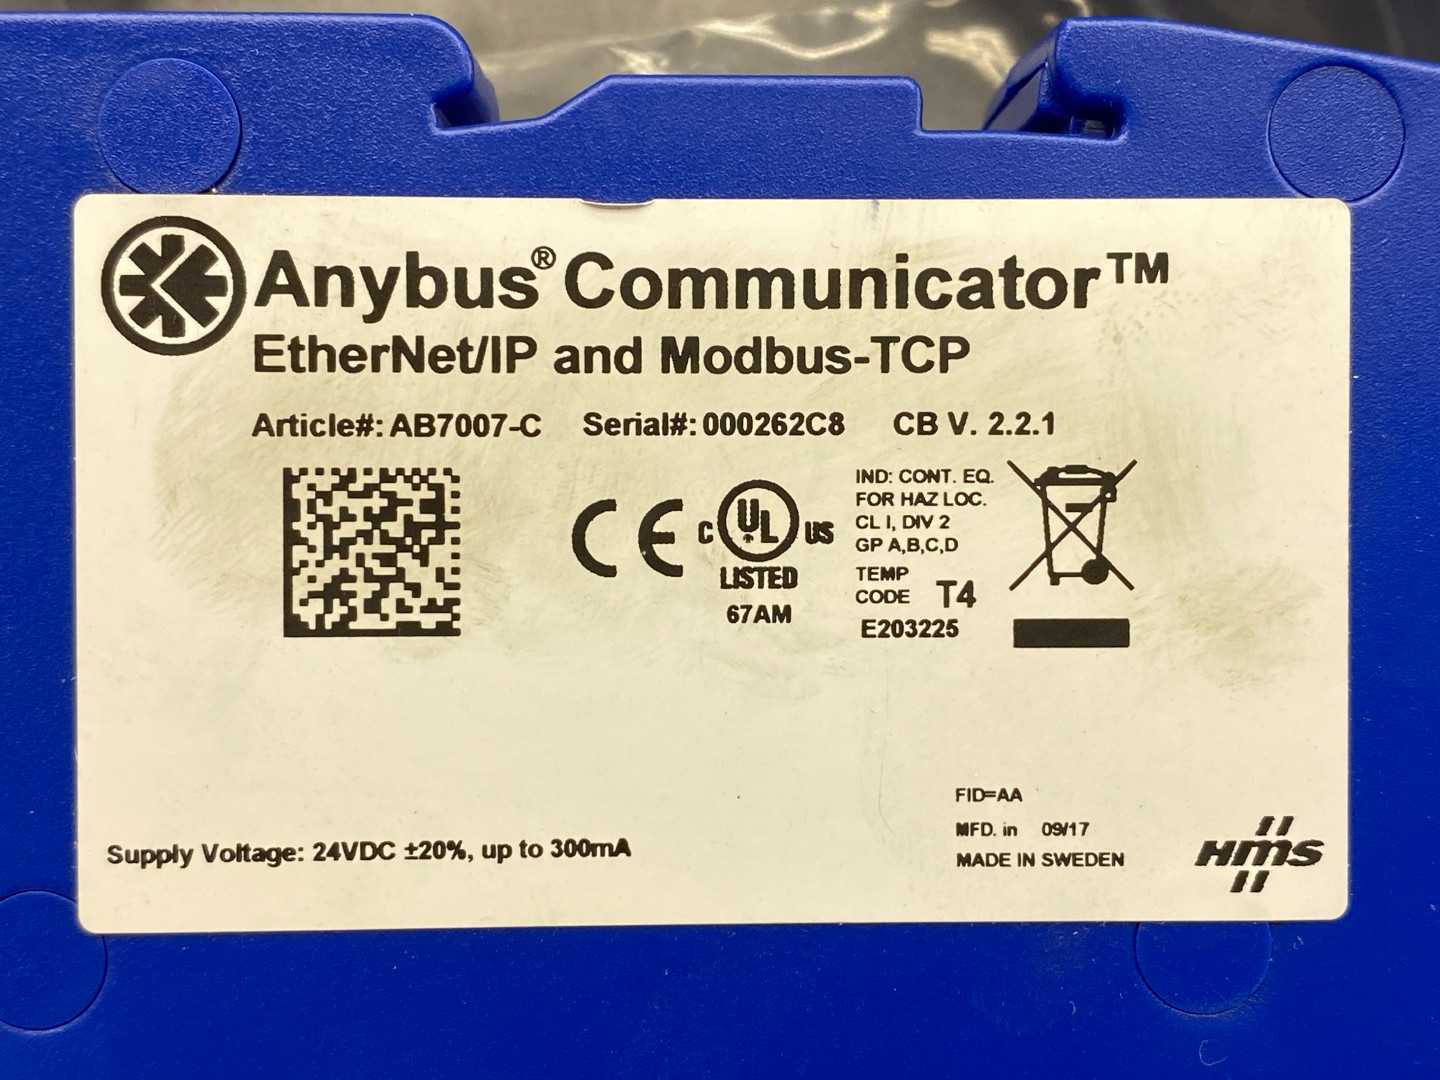 Anybus® Communicator™
EtherNet/IP and Modbus-TCP
Article#: AB7007-C Serial#: 000262C8 CB V. 2.2.1
CE
C UL US
LISTED
67AM
IND: CONT. EQ.
FOR HAZ LOC.
CL I, DIV 2
GP A,B,C,D
TEMP
CODE T4
E203225
FID=AA
MFD. in 09/17
MADE IN SWEDEN
Supply Voltage: 24VDC ±20%, up to 300mA
HMS